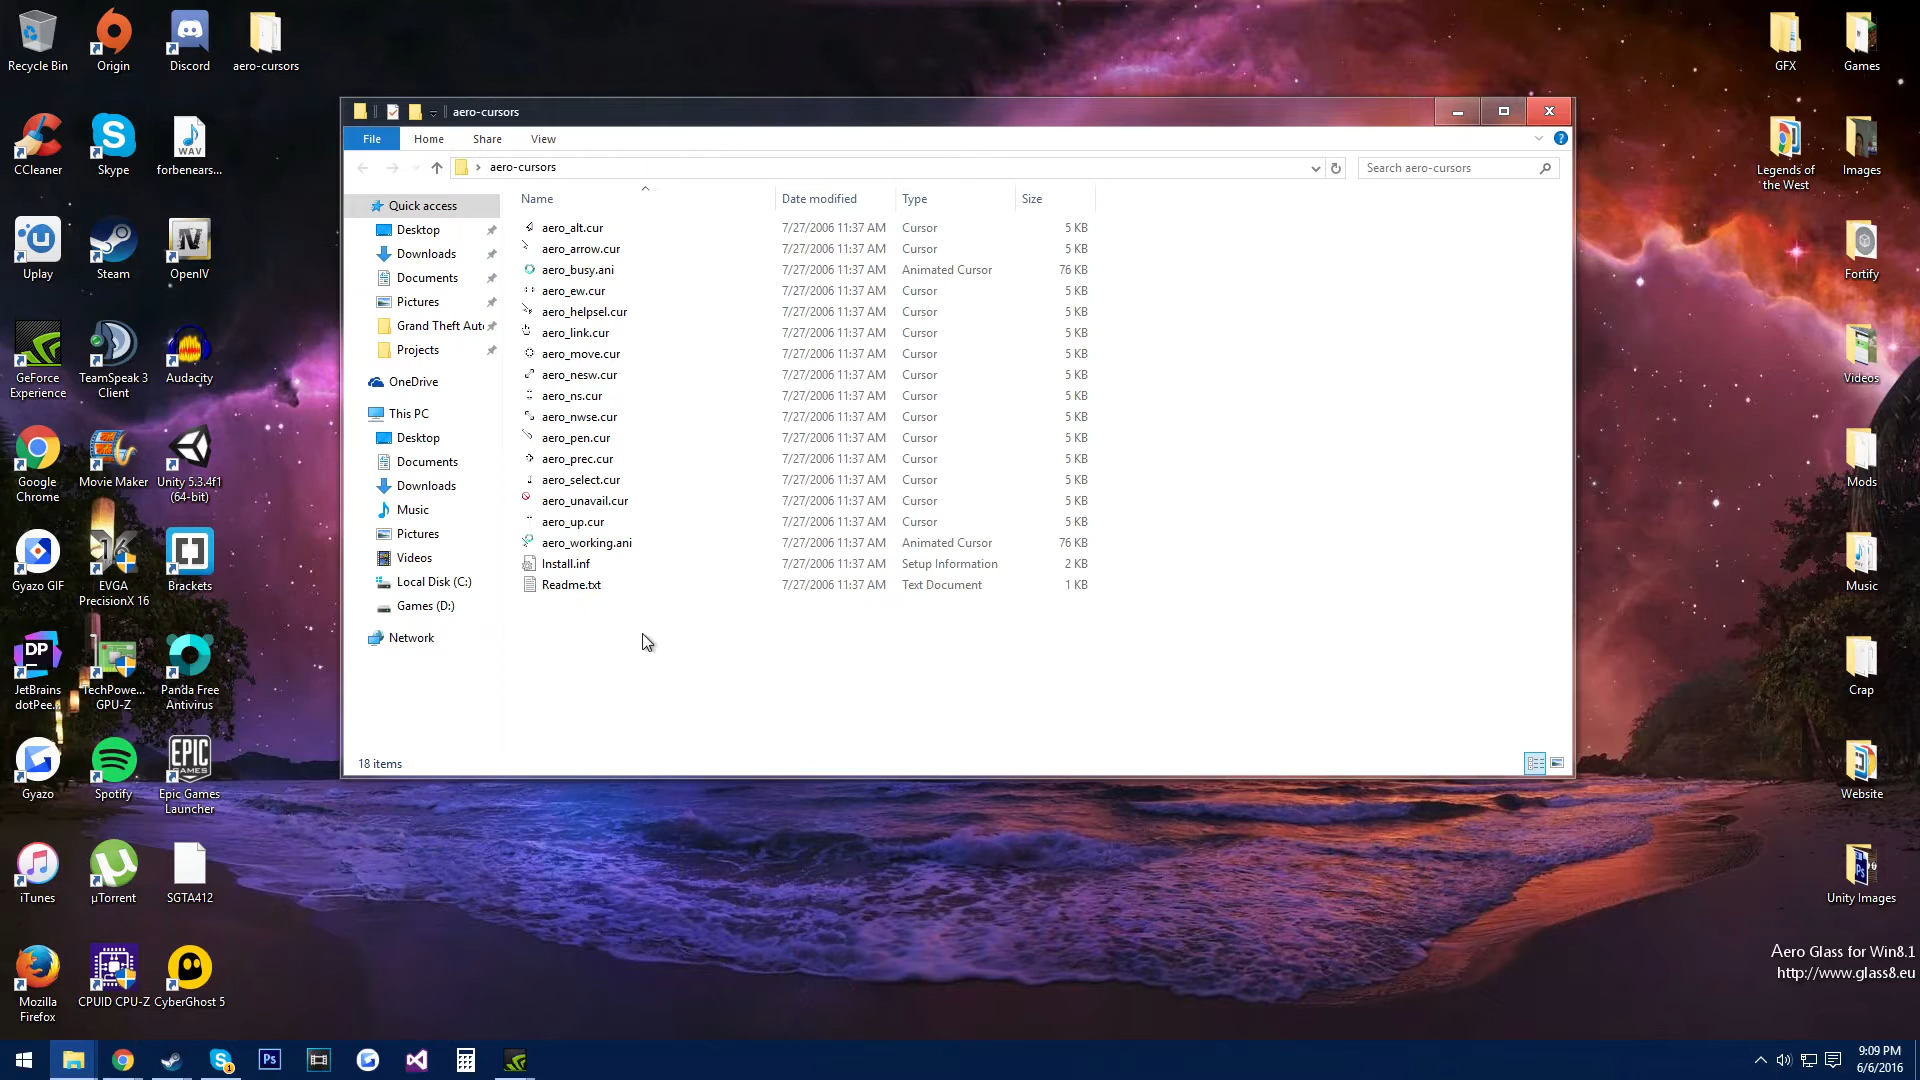 Recycle Bin
Origin
Discord
aero-cursors
GFX
Games
aero-cursors
File
Home
Share
View
aero-cursors
Search aero-cursors
CCleaner
Skype
WAV
forbenears...
Legends of
the West
Images
Quick access
Desktop
Downloads
Documents
Pictures
Grand Theft Aut
Projects
OneDrive
This PC
Desktop
Documents
Downloads
Music
Pictures
Videos
Local Disk (C:)
Games (D:)
Network
Name Date modified Type Size
aero_alt.cur 7/27/2006 11:37 AM Cursor 5 KB
aero_arrow.cur 7/27/2006 11:37 AM Cursor 5 KB
aero_busy.ani 7/27/2006 11:37 AM Animated Cursor 76 KB
aero_ew.cur 7/27/2006 11:37 AM Cursor 5 KB
aero_helpsel.cur 7/27/2006 11:37 AM Cursor 5 KB
aero_link.cur 7/27/2006 11:37 AM Cursor 5 KB
aero_move.cur 7/27/2006 11:37 AM Cursor 5 KB
aero_nesw.cur 7/27/2006 11:37 AM Cursor 5 KB
aero_ns.cur 7/27/2006 11:37 AM Cursor 5 KB
aero_nwse.cur 7/27/2006 11:37 AM Cursor 5 KB
aero_pen.cur 7/27/2006 11:37 AM Cursor 5 KB
aero_prec.cur 7/27/2006 11:37 AM Cursor 5 KB
aero_select.cur 7/27/2006 11:37 AM Cursor 5 KB
aero_unavail.cur 7/27/2006 11:37 AM Cursor 5 KB
aero_up.cur 7/27/2006 11:37 AM Cursor 5 KB
aero_working.ani 7/27/2006 11:37 AM Animated Cursor 76 KB
Install.inf 7/27/2006 11:37 AM Setup Information 2 KB
Readme.txt 7/27/2006 11:37 AM Text Document 1 KB
18 items
Uplay
Steam
OpenIV
Fortify
GeForce
Experience
TeamSpeak 3
Client
Audacity
Videos
Google
Chrome
Movie Maker
Unity 5.3.4f1
(64-bit)
Mods
Gyazo GIF
EVGA
PrecisionX 16
Brackets
Music
DP
JetBrains
dotPee...
TechPowe...
GPU-Z
Panda Free
Antivirus
Crap
Gyazo
Spotify
EPIC
GAMES
Epic Games
Launcher
Website
iTunes
µTorrent
SGTA412
Unity Images
Mozilla
Firefox
CPUID CPU-Z
CyberGhost 5
Aero Glass for Win8.1
http://www.glass8.eu
1
Ps
9:09 PM
6/6/2016